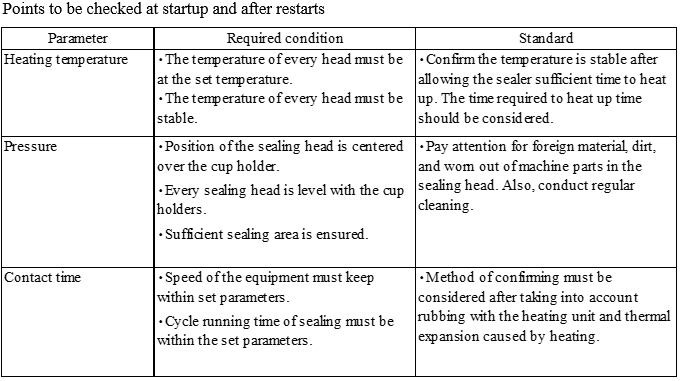 Points to be checked at startup and after restarts
Parameter
Required condition
Standard
Heating temperature
・The temperature of every head must be
at the set temperature.
・The temperature of every head must be
stable.
・Confirm the temperature is stable after
allowing the sealer sufficient time to heat
up. The time required to heat up time
should be considered.
Pressure
・Position of the sealing head is centered
over the cup holder.
・Every sealing head is level with the cup
holders.
・Sufficient sealing area is ensured.
・Pay attention for foreign material, dirt,
and worn out of machine parts in the
sealing head. Also, conduct regular
cleaning.
Contact time
・Speed of the equipment must keep
within set parameters.
・Cycle running time of sealing must be
within the set parameters.
・Method of confirming must be
considered after taking into account
rubbing with the heating unit and thermal
expansion caused by heating.